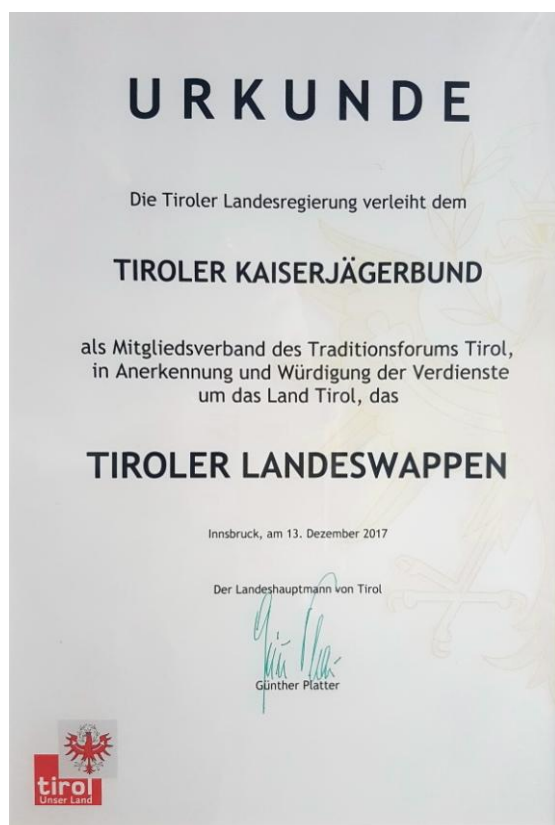 URKUNDE
Die Tiroler Landesregierung verleiht dem
TIROLER KAISERJÄGERBUND
als Mitgliedsverband des Traditionsforums Tirol,
in Anerkennung und Würdigung der Verdienste
um das Land Tirol, das
TIROLER LANDESWAPPEN
Innsbruck, am 13. Dezember 2017
Der Landeshauptmann von Tirol
Günther Platter
tirol
Unser Land